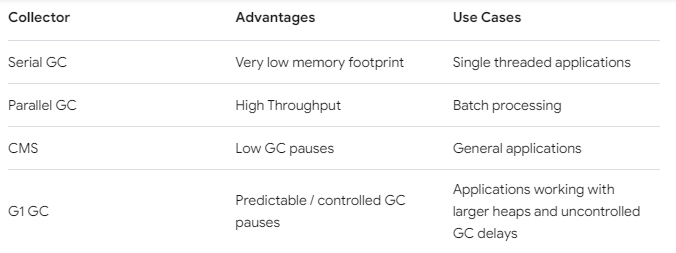 Collector Advantages Use Cases
Serial GC Very low memory footprint Single threaded applications
Parallel GC High Throughput Batch processing
CMS Low GC pauses General applications
G1 GC
Predictable / controlled GC
pauses
Applications working with
larger heaps and uncontrolled
GC delays